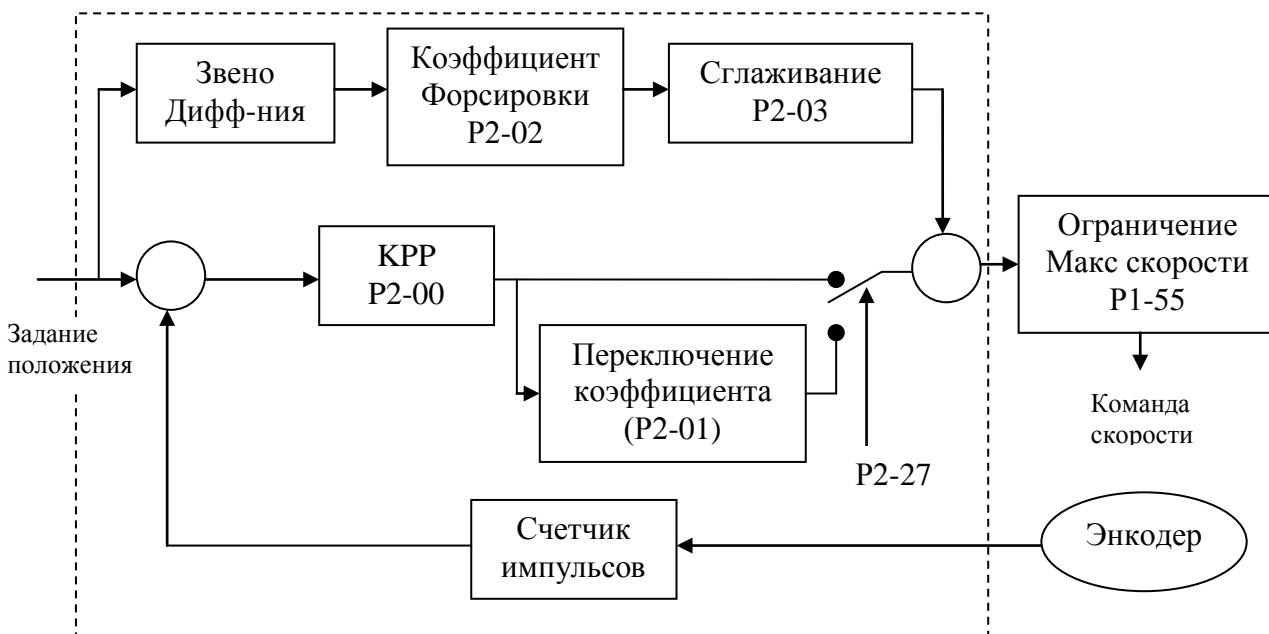 Звено
Дифф-ния
Коэффициент
Форсировки
P2-02
Сглаживание
P2-03
Задание
положения
KPP
P2-00
Переключение
коэффициента
(P2-01)
P2-27
Ограничение
Макс скорости
P1-55
Команда
скорости
Счетчик
импульсов
Энкодер